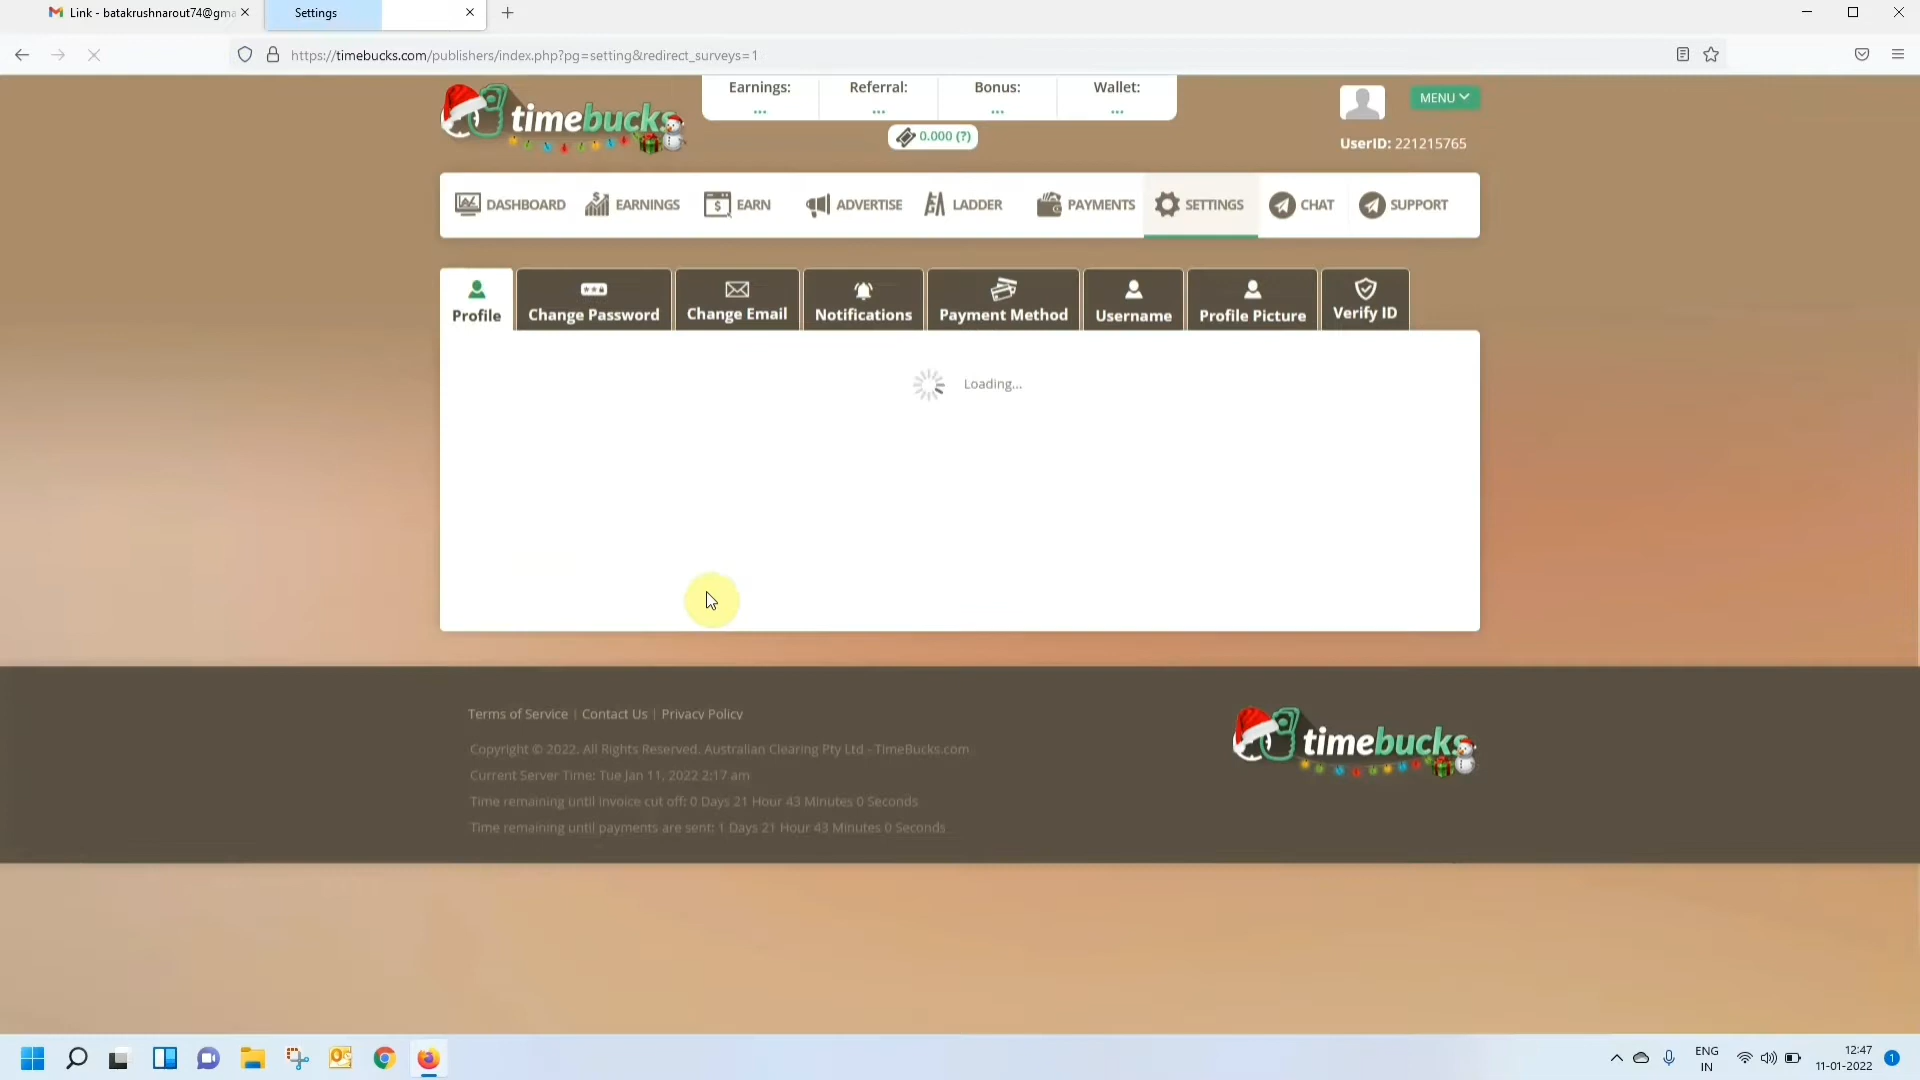 Link - batakrushnarout74@gma
Settings
https://timebucks.com/publishers/index.php?pg=setting&redirect_surveys=1
timebucks
Earnings:
...
Referral:
...
Bonus:
...
Wallet:
...
0.000 (?)
MENU
UserID: 221215765
DASHBOARD
EARNINGS
EARN
ADVERTISE
LADDER
PAYMENTS
SETTINGS
CHAT
SUPPORT
Profile
Change Password
Change Email
Notifications
Payment Method
Username
Profile Picture
Verify ID
Loading...
Terms of Service | Contact Us | Privacy Policy
Copyright © 2022. All Rights Reserved. Australian Clearing Pty Ltd - TimeBucks.com
Current Server Time: Tue Jan 11, 2022 2:17 am
Time remaining until invoice cut off: 0 Days 21 Hour 43 Minutes 0 Seconds
Time remaining until payments are sent: 1 Days 21 Hour 43 Minutes 0 Seconds
timebucks
ENG
IN
12:47
11-01-2022
1